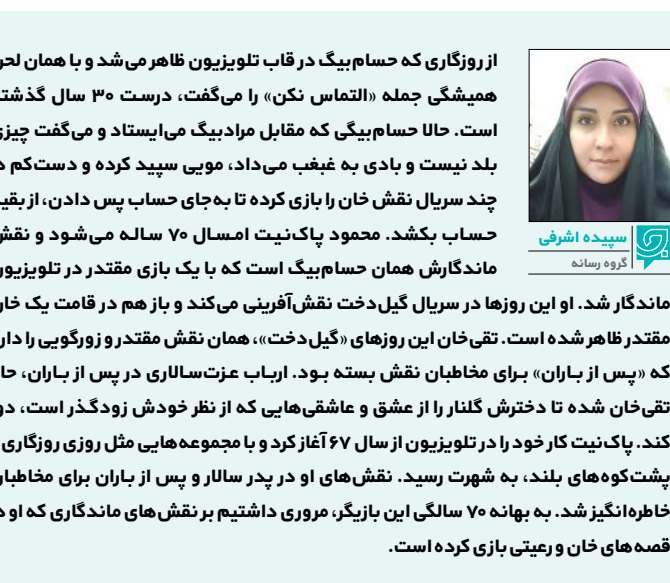 از روزگاری که حسام‌بیگ در قاب تلویزیون ظاهر می‌شد و با همان
همیشگی جمله «التماس نکن» را می‌گفت، درست ۳۰ سال
است. حالا حسام‌بیگی که مقابل مرادبیگ می‌ایستاد و می‌گفت
بلد نیست و بادی به غبغب می‌داد، مویی سپید کرده و دست‌کم
چند سریال نقش خان را بازی کرده تا به‌جای حساب پس دادن، از
حساب بکشد. محمود پاک‌نیت امسال ۷۰ ساله می‌شود و نقش
ماندگارش همان حسام‌بیگ است که با یک بازی مقتدر در تلویزیون
سپیده اشرفی
گروه رسانه
ماندگار شد. او این روزها در سریال گیل‌دخت نقش‌آفرینی می‌کند و باز هم در قامت یک
مقتدر ظاهر شده است. تقی‌خان این روزهای «گیل‌دخت»، همان نقش مقتدر و زورگویی را
که «پس از باران» برای مخاطبان نقش بسته بود. ارباب عزت‌سالاری در پس از باران،
تقی‌خان شده تا دخترش گلنار را از عشق و عاشقی‌هایی که از نظر خودش زودگذر است،
کند. پاک‌نیت کار خود را در تلویزیون از سال ۶۷ آغاز کرد و با مجموعه‌هایی مثل روزی روزگاری
پشت کوه‌های بلند، به شهرت رسید. نقش‌های او در پدر سالار و پس از باران برای
خاطره‌انگیز شد. به بهانه ۷۰ سالگی این بازیگر، مروری داشتیم بر نقش‌های ماندگاری که او
قصه‌های خان و رعیتی بازی کرده است.